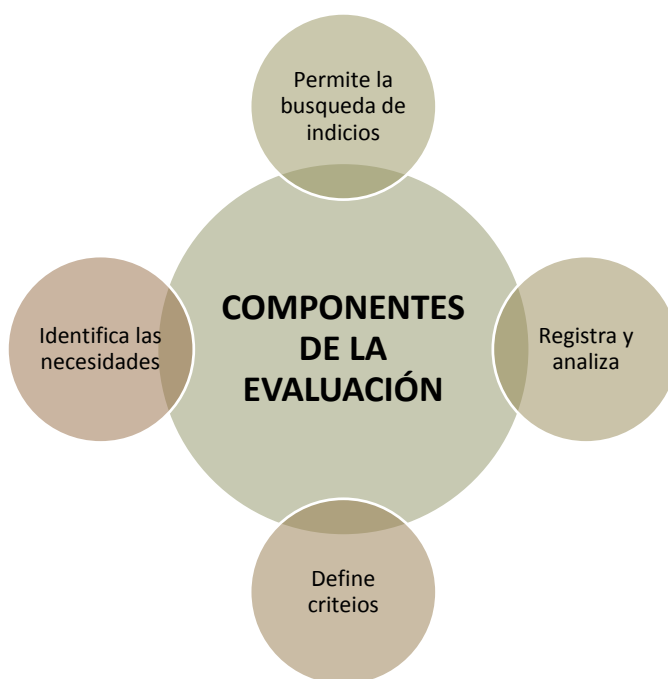 Permite la
busqueda de
indicios
COMPONENTES
DE LA
EVALUACIÓN
Identifica las
necesidades
Registra y
analiza
Define
criteios